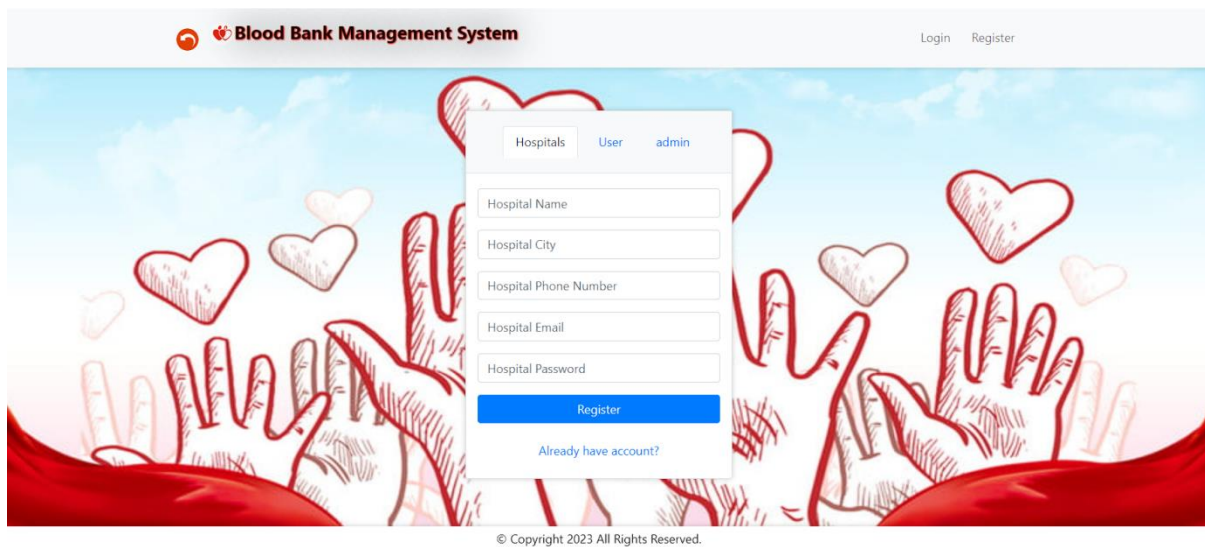 Blood Bank Management System
Login Register
Hospitals User admin
Hospital Name
Hospital City
Hospital Phone Number
Hospital Email
Hospital Password
Register
Already have account?
© Copyright 2023 All Rights Reserved.